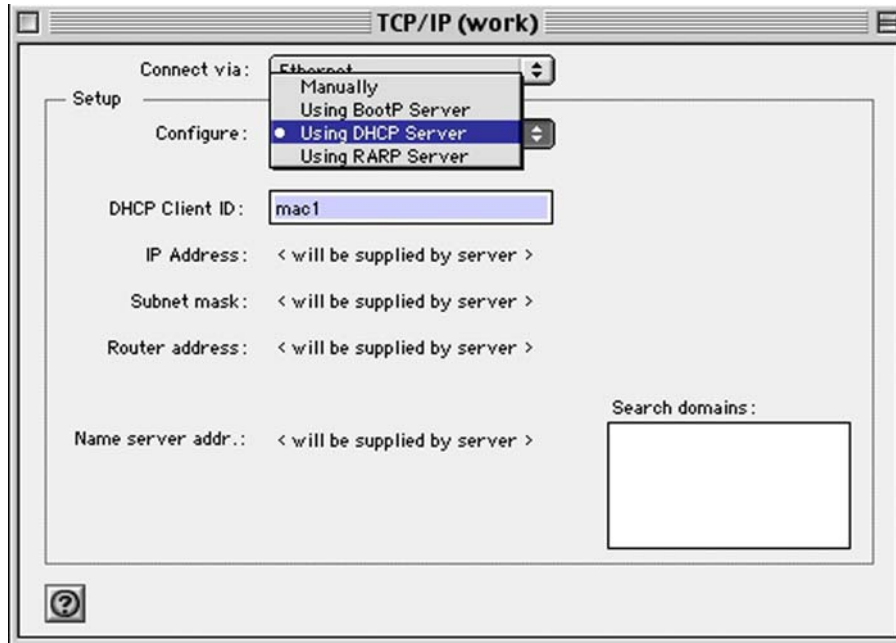 TCP/IP (work)
Connect via: Ethernet
Manually
Setup
Using BootP Server
Configure: Using DHCP Server
Using RARP Server
DHCP Client ID: mac1
IP Address: < will be supplied by server >
Subnet mask: < will be supplied by server >
Router address: < will be supplied by server >
Search domains:
Name server addr.: < will be supplied by server >
?